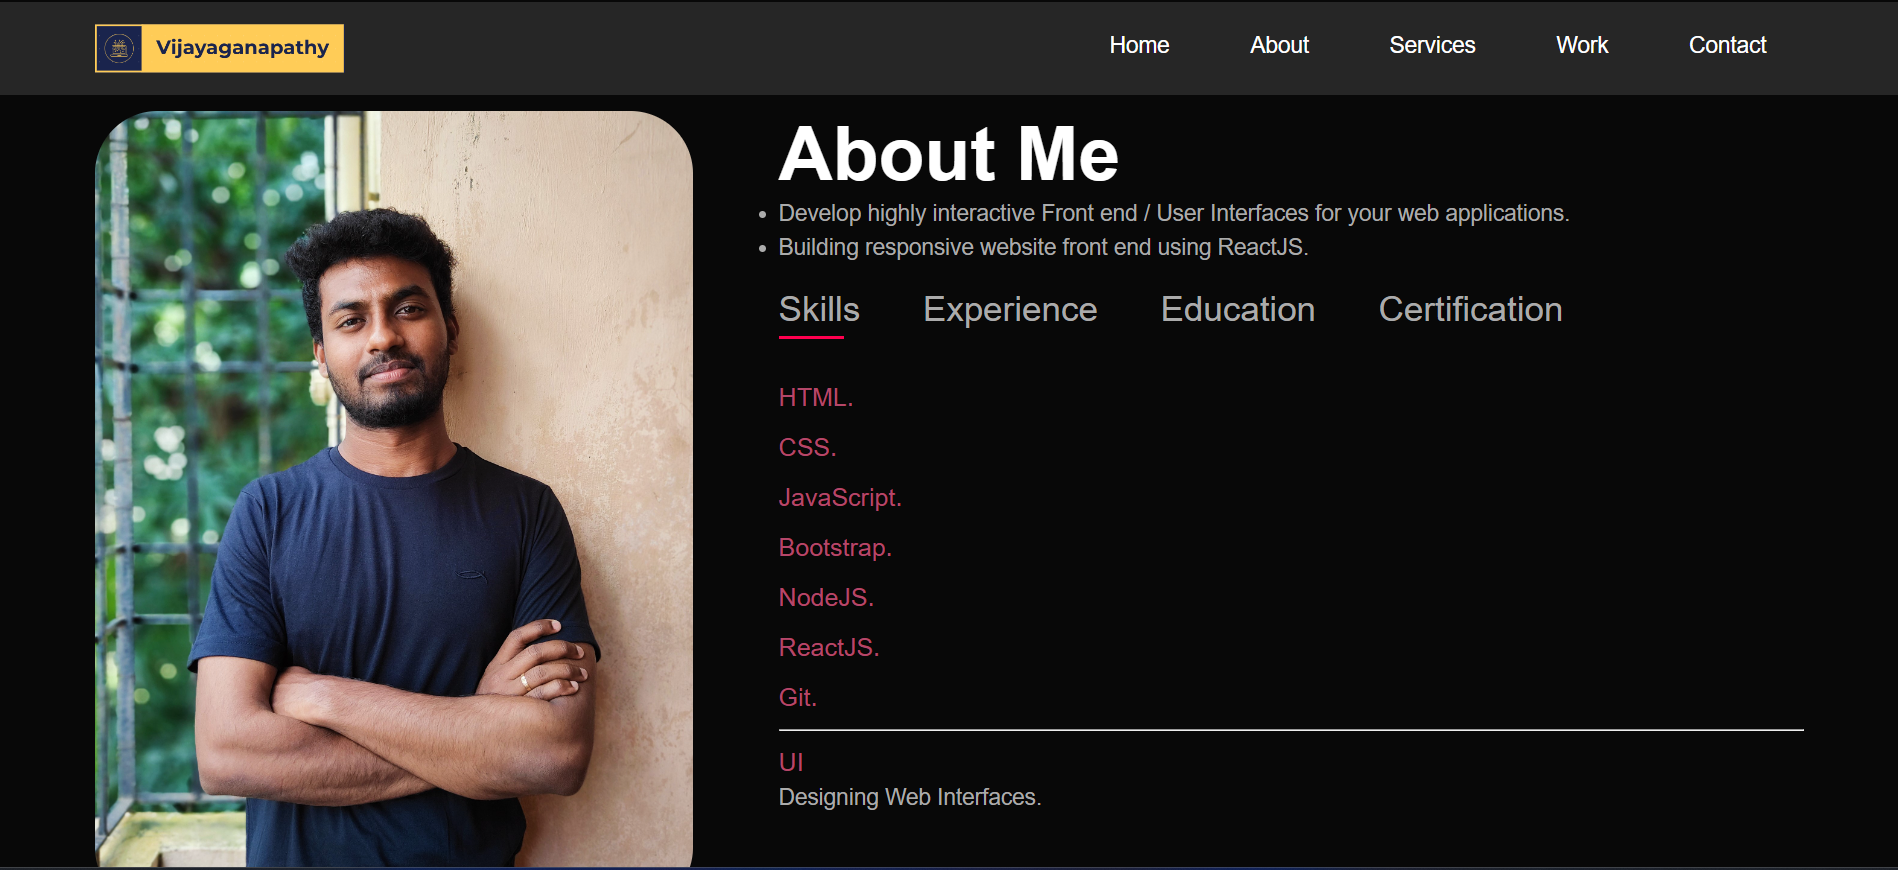 Vijayaganapathy
Home About Services Work Contact
About Me
• Develop highly interactive Front end / User Interfaces for your web applications.
• Building responsive website front end using ReactJS.
Skills Experience Education Certification
HTML.
CSS.
JavaScript.
Bootstrap.
NodeJS.
ReactJS.
Git.
UI
Designing Web Interfaces.